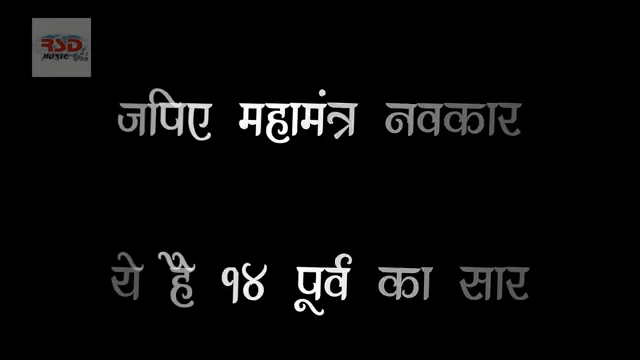 RSD
MUSIC
जपिए महामंत्र नवकार
ये है १४ पूर्व का सार